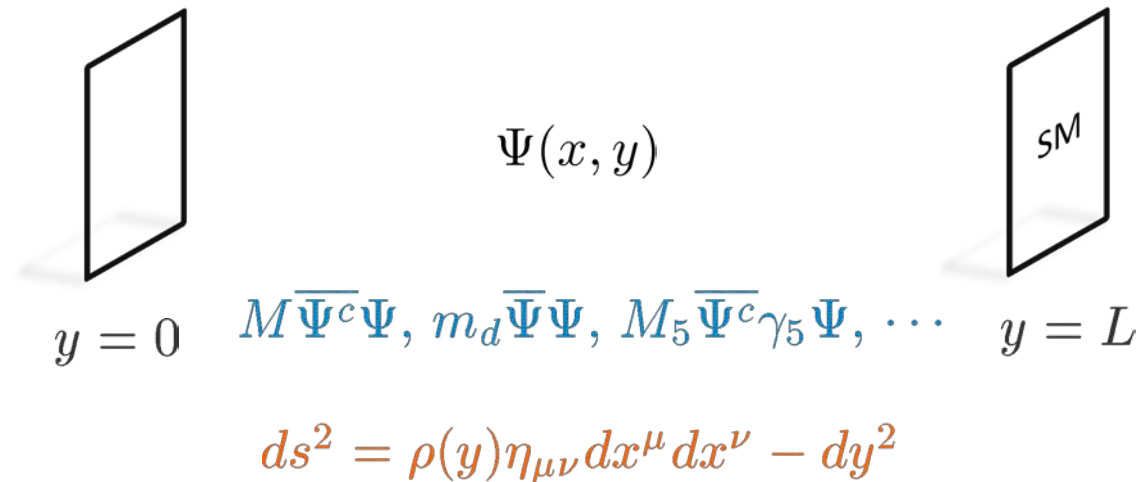 SM
Ψ(x, y)
y = 0
M\overline{Ψ^c}Ψ, m_d\overline{Ψ}Ψ, M_5\overline{Ψ^c}γ_5Ψ, ⋯
y = L
ds^2 = ρ(y)η_{μν}dx^μdx^ν − dy^2